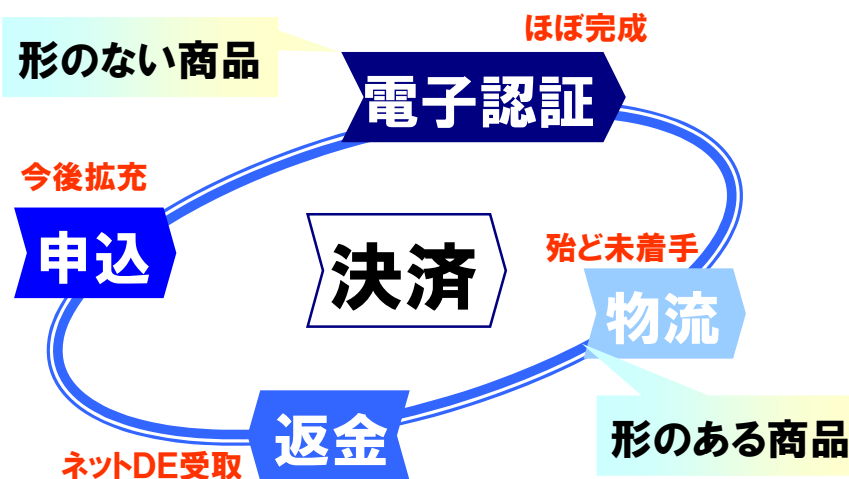 ほぼ完成
形のない商品
電子認証
今後拡充
申込
決済
殆ど未着手
物流
返金
形のある商品
ネットDE受取